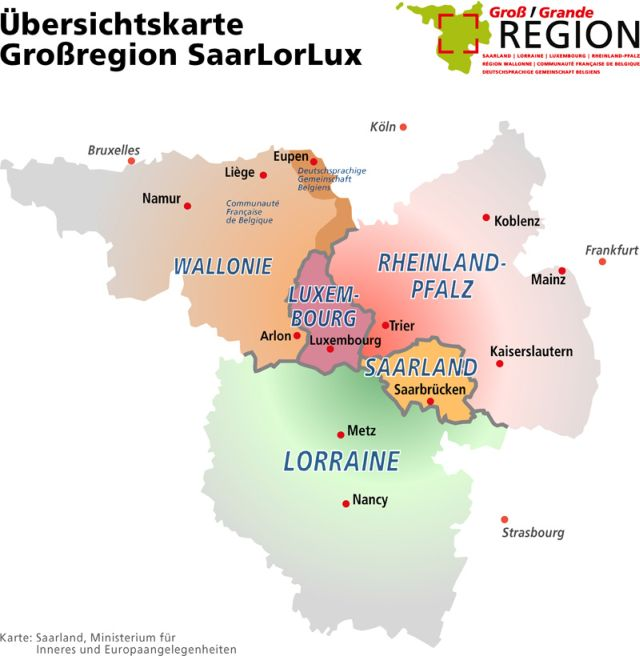 Übersichtskarte
Großregion SaarLorLux
Groß / Grande
REGION
SAARLAND | LORRAINE | LUXEMBOURG | RHEINLAND-PFALZ
RÉGION WALLONNE | COMMUNAUTÉ FRANÇAISE DE BELGIQUE
DEUTSCHSPRACHIGE GEMEINSCHAFT BELGIENS
Köln
Bruxelles
Eupen
Liège
Deutschsprachige
Gemeinschaft
Belgiens
Namur
Communauté
Française
de Belgique
Koblenz
Frankfurt
WALLONIE
RHEINLAND-
PFALZ
Mainz
LUXEM-
BOURG
Trier
Arlon
Luxembourg
Kaiserslautern
SAARLAND
Saarbrücken
Metz
LORRAINE
Nancy
Strasbourg
Karte: Saarland, Ministerium für
Inneres und Europaangelegenheiten